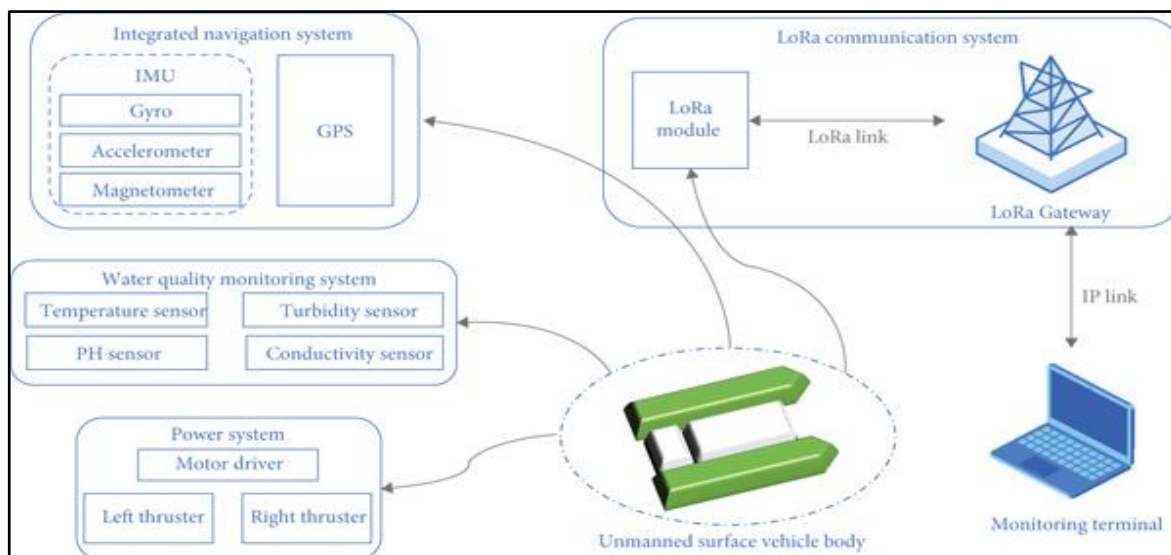 Integrated navigation system
IMU
Gyro
Accelerometer
Magnetometer
GPS
LoRa communication system
LoRa
module
LoRa link
LoRa Gateway
IP link
Water quality monitoring system
Temperature sensor
Turbidity sensor
PH sensor
Conductivity sensor
Power system
Motor driver
Left thruster
Right thruster
Unmanned surface vehicle body
Monitoring terminal